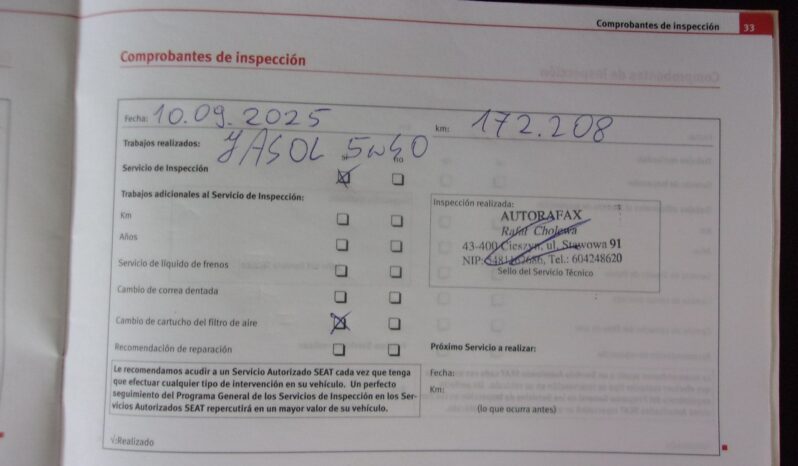 Comprobantes de inspección 33
Comprobantes de inspección
Fecha: 10.09.2025 km: 172.208
Trabajos realizados: JASOL 5w30
sí no
Servicio de Inspección
Trabajos adicionales al Servicio de Inspección:
Km
Años
Servicio de líquido de frenos
Cambio de correa dentada
Cambio de cartucho del filtro de aire
Recomendación de reparación
Inspección realizada:
AUTORAFAX
Rafał Cholewa
43-400 Cieszyn, ul. Stawowa 91
NIP: Tel.: 604248620
Sello del Servicio Técnico
Próximo Servicio a realizar:
Fecha:
Km:
(lo que ocurra antes)
Le recomendamos acudir a un Servicio Autorizado SEAT cada vez que tenga
que efectuar cualquier tipo de intervención en su vehículo. Un perfecto
seguimiento del Programa General de los Servicios de Inspección en los Ser-
vicios Autorizados SEAT repercutirá en un mayor valor de su vehículo.
√:Realizado